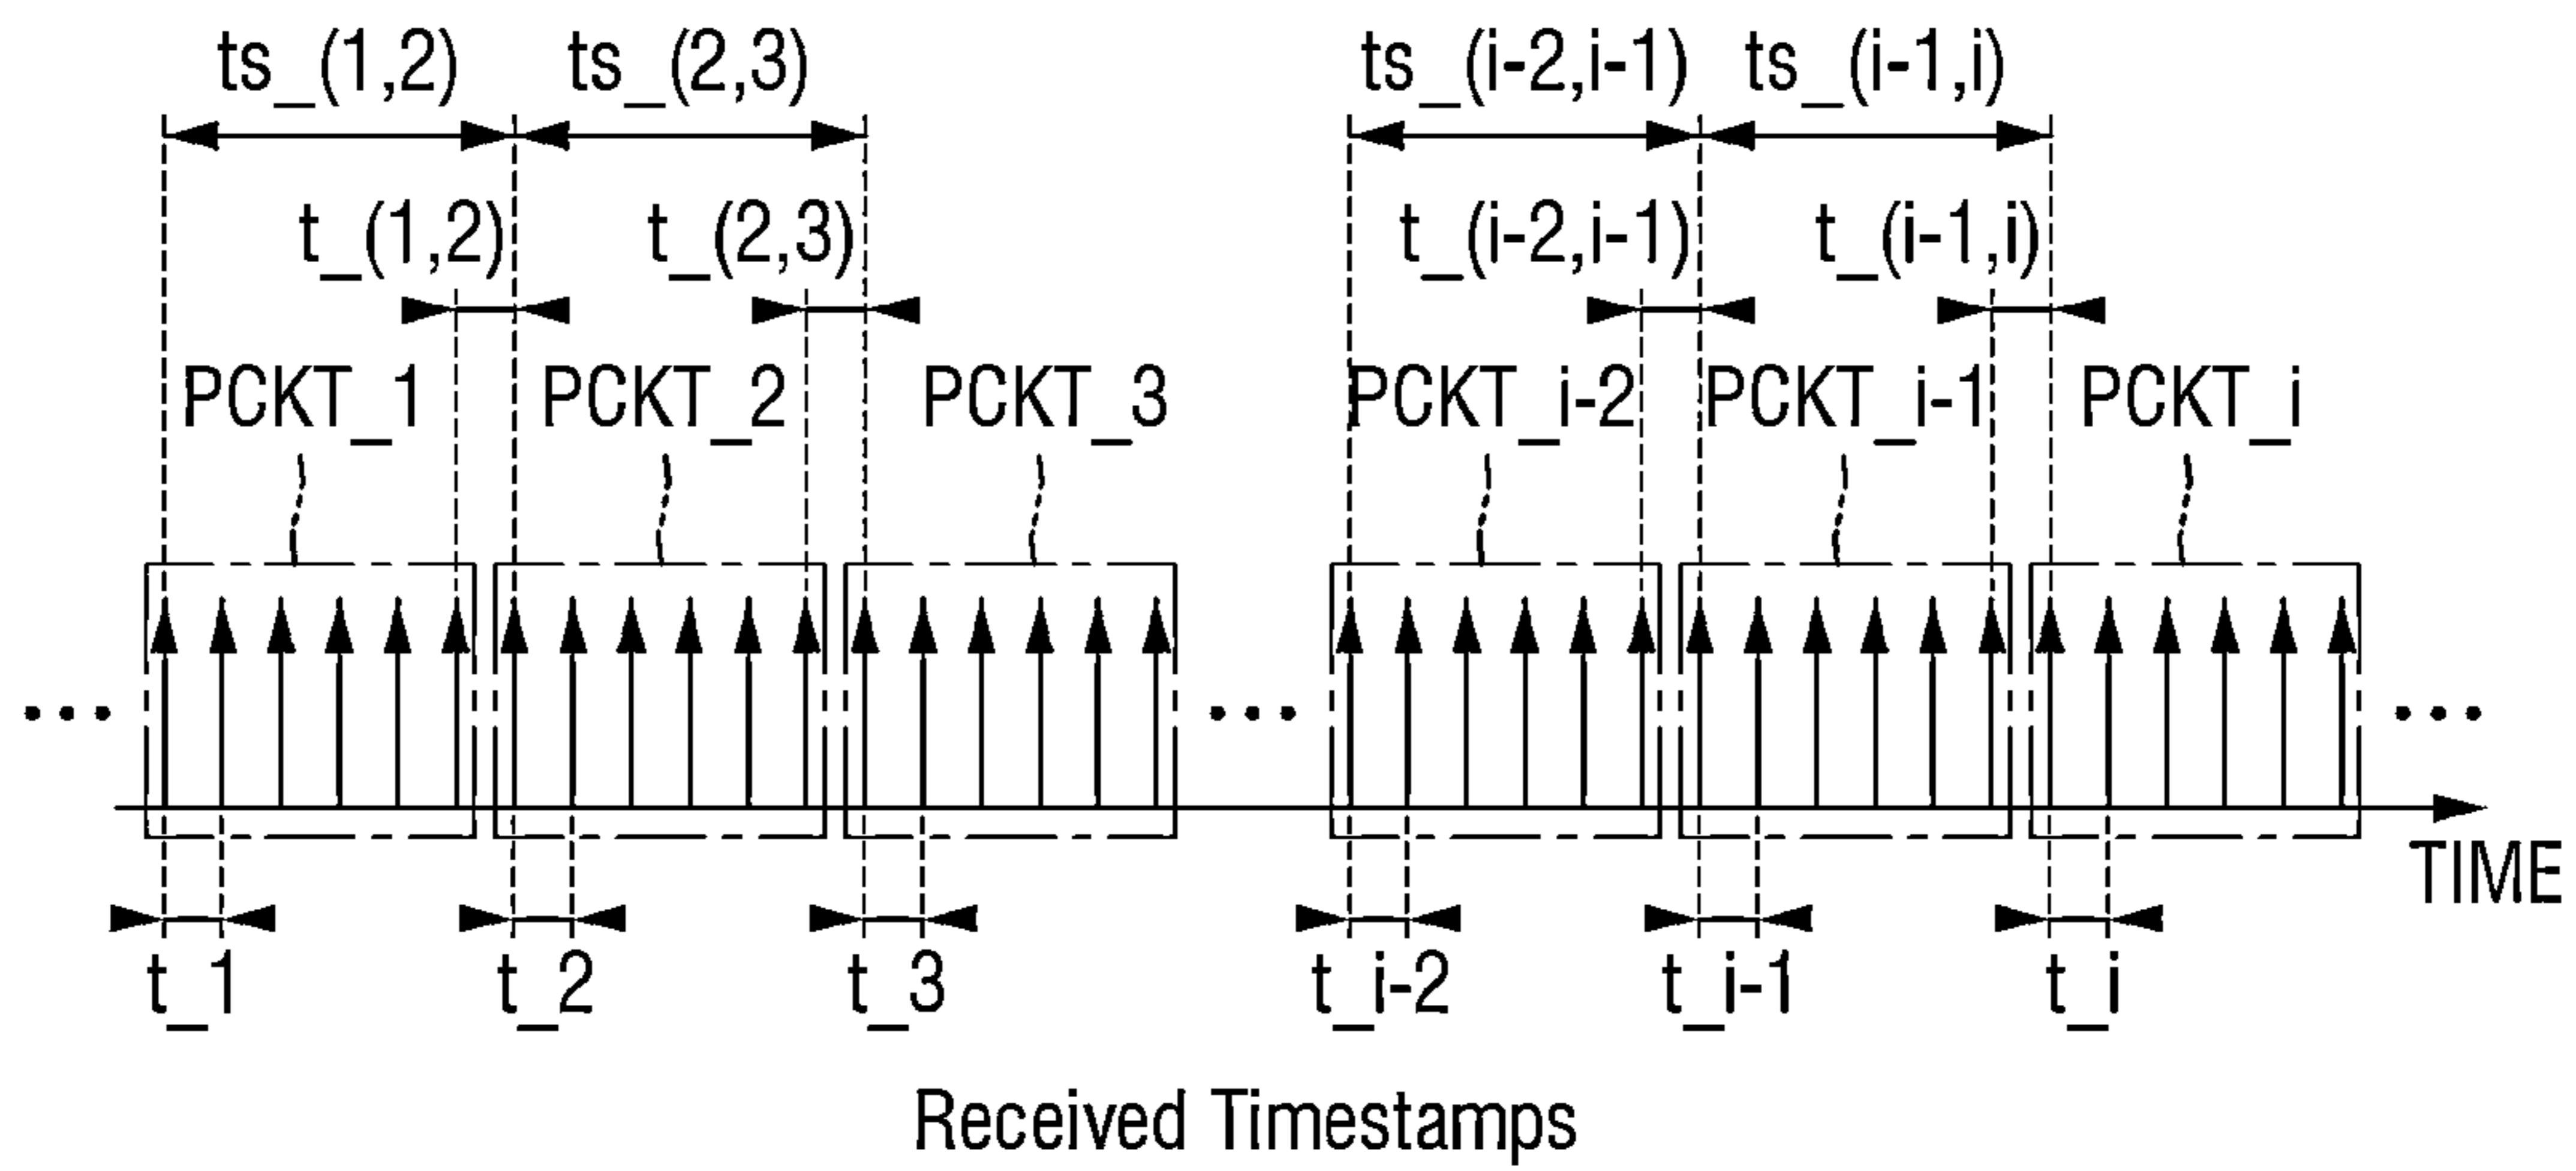 ts_(1,2) ts_(2,3) ts_(i-2,i-1) ts_(i-1,i)
t_(1,2) t_(2,3) t_(i-2,i-1) t_(i-1,i)
PCKT_1 PCKT_2 PCKT_3 PCKT_i-2 PCKT_i-1 PCKT_i
... ... ...
TIME
t_1 t_2 t_3 t_i-2 t_i-1 t_i
Received Timestamps